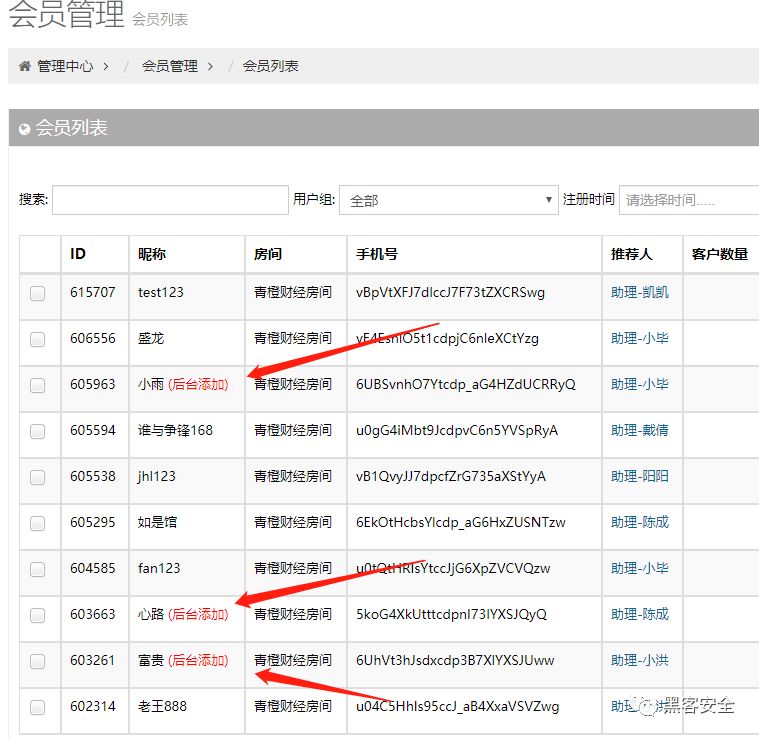 会员管理 会员列表
管理中心 > / 会员管理 > / 会员列表
会员列表
搜索: 用户组: 全部 注册时间 请选择时间.....
ID 昵称 房间 手机号 推荐人 客户数量
615707 test123 青橙财经房间 vBpVtXFJ7dlccJ7F73tZXCRSwg 助理-凯凯
606556 盛龙 青橙财经房间 助理-小毕
605963 小雨 (后台添加) 青橙财经房间 6UBSvnhO7Ytcdp_aG4HZdUCRRyQ 助理-小毕
605594 谁与争锋168 青橙财经房间 u0gG4iMbt9JcdpvC6n5YVSpRyA 助理-戴倩
605538 jhl123 青橙财经房间 vB1QvyJJ7dpcfZrG735aXStYyA 助理-阳阳
605295 如是馆 青橙财经房间 6EkOtHcbsYlcdp_aG6HxZUSNTzw 助理-陈成
604585 fan123 青橙财经房间 助理-小毕
603663 心路 (后台添加) 青橙财经房间 5koG4XkUtttcdpnI73IYXSJQyQ 助理-陈成
603261 富贵 (后台添加) 青橙财经房间 6UhVt3hJsdxcdp3B7XlYXSJUww 助理-小洪
602314 老王888 青橙财经房间 u04C5HhIs95ccJ_aB4XxaVSVZwg 助理
黑客安全